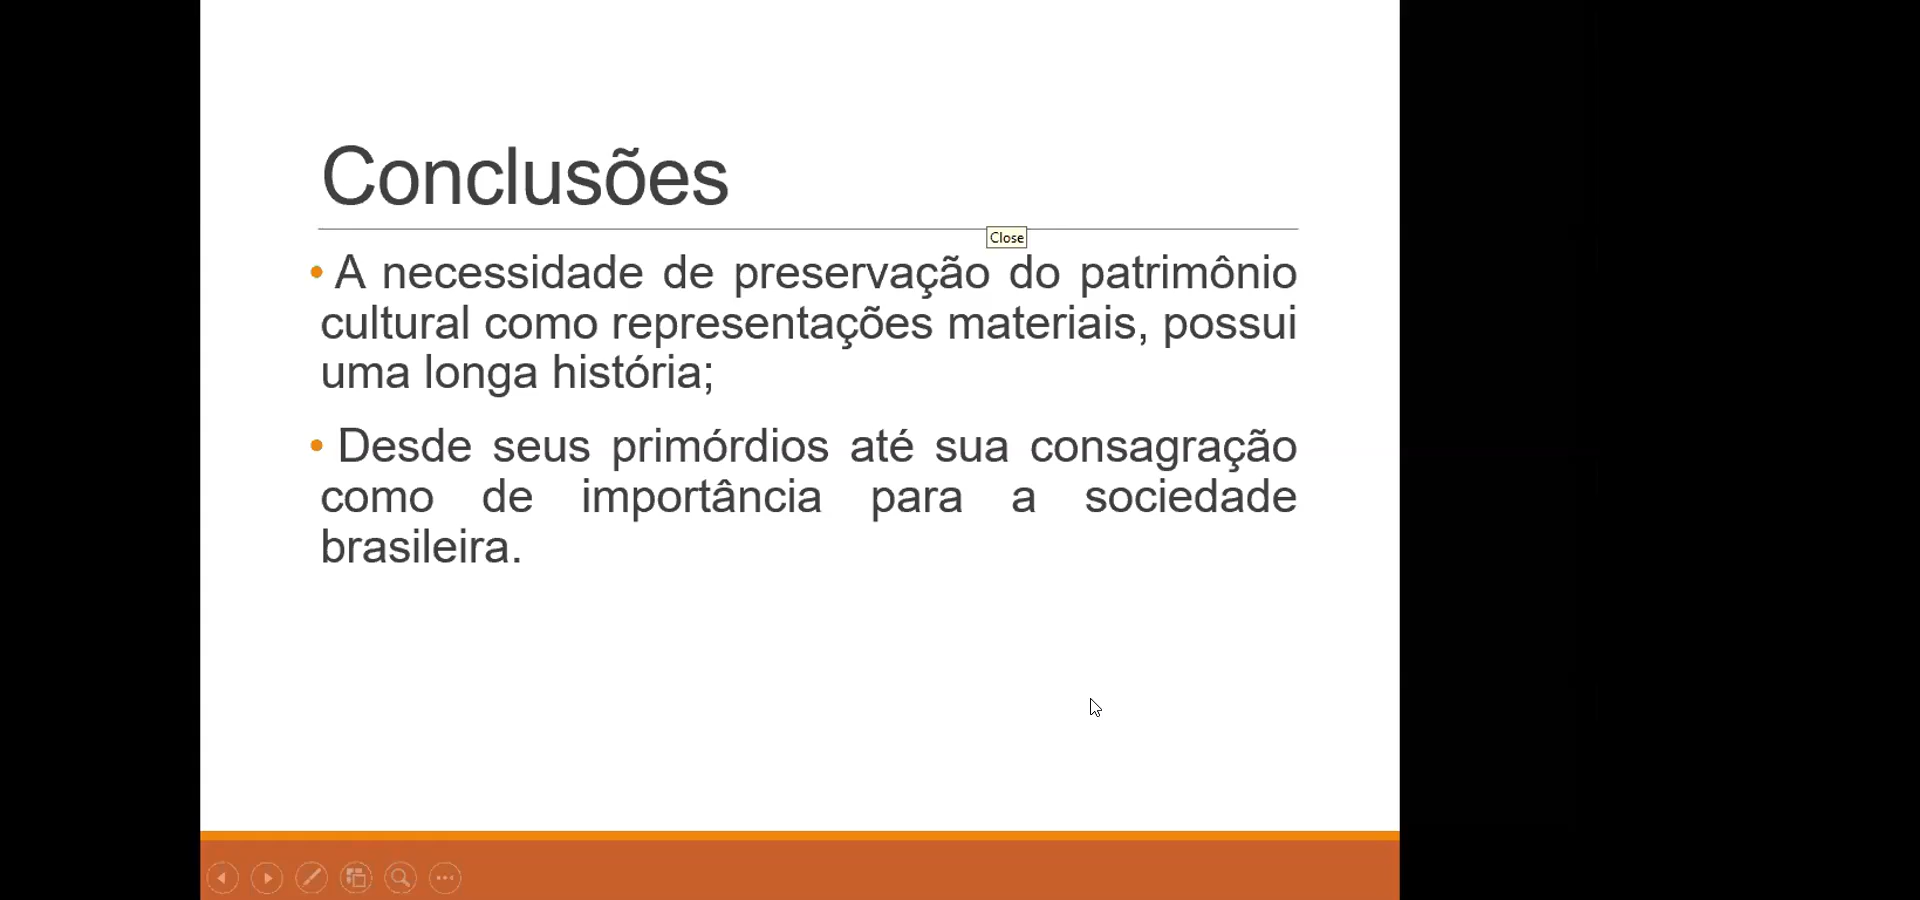 Conclusões
Close
• A necessidade de preservação do patrimônio
cultural como representações materiais, possui
uma longa história;
• Desde seus primórdios até sua consagração
como de importância para a sociedade
brasileira.